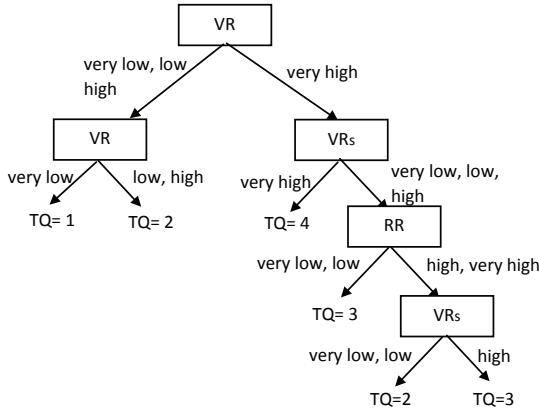 VR
very low, low
high
very high
VR
VRs
very low
low, high
very high
very low, low,
high
TQ= 1
TQ= 2
TQ= 4
RR
very low, low
high, very high
TQ= 3
VRs
very low, low
high
TQ=2
TQ=3